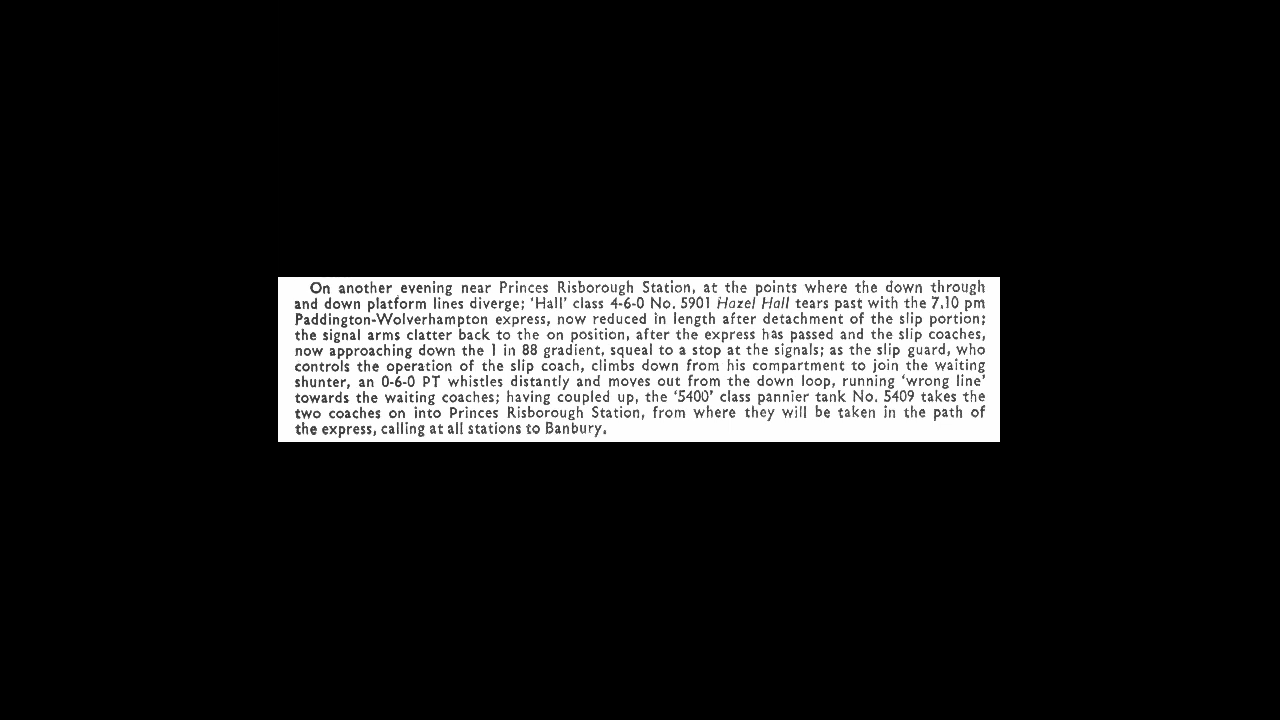 On another evening near Princes Risborough Station, at the points where the down through
and down platform lines diverge; 'Hall' class 4-6-0 No. 5901 Hazel Hall tears past with the 7.10 pm
Paddington-Wolverhampton express, now reduced in length after detachment of the slip portion;
the signal arms clatter back to the on position, after the express has passed and the slip coaches,
now approaching down the 1 in 88 gradient, squeal to a stop at the signals; as the slip guard, who
controls the operation of the slip coach, climbs down from his compartment to join the waiting
shunter, an 0-6-0 PT whistles distantly and moves out from the down loop, running 'wrong line'
towards the waiting coaches; having coupled up, the '5400' class pannier tank No. 5409 takes the
two coaches on into Princes Risborough Station, from where they will be taken in the path of
the express, calling at all stations to Banbury.